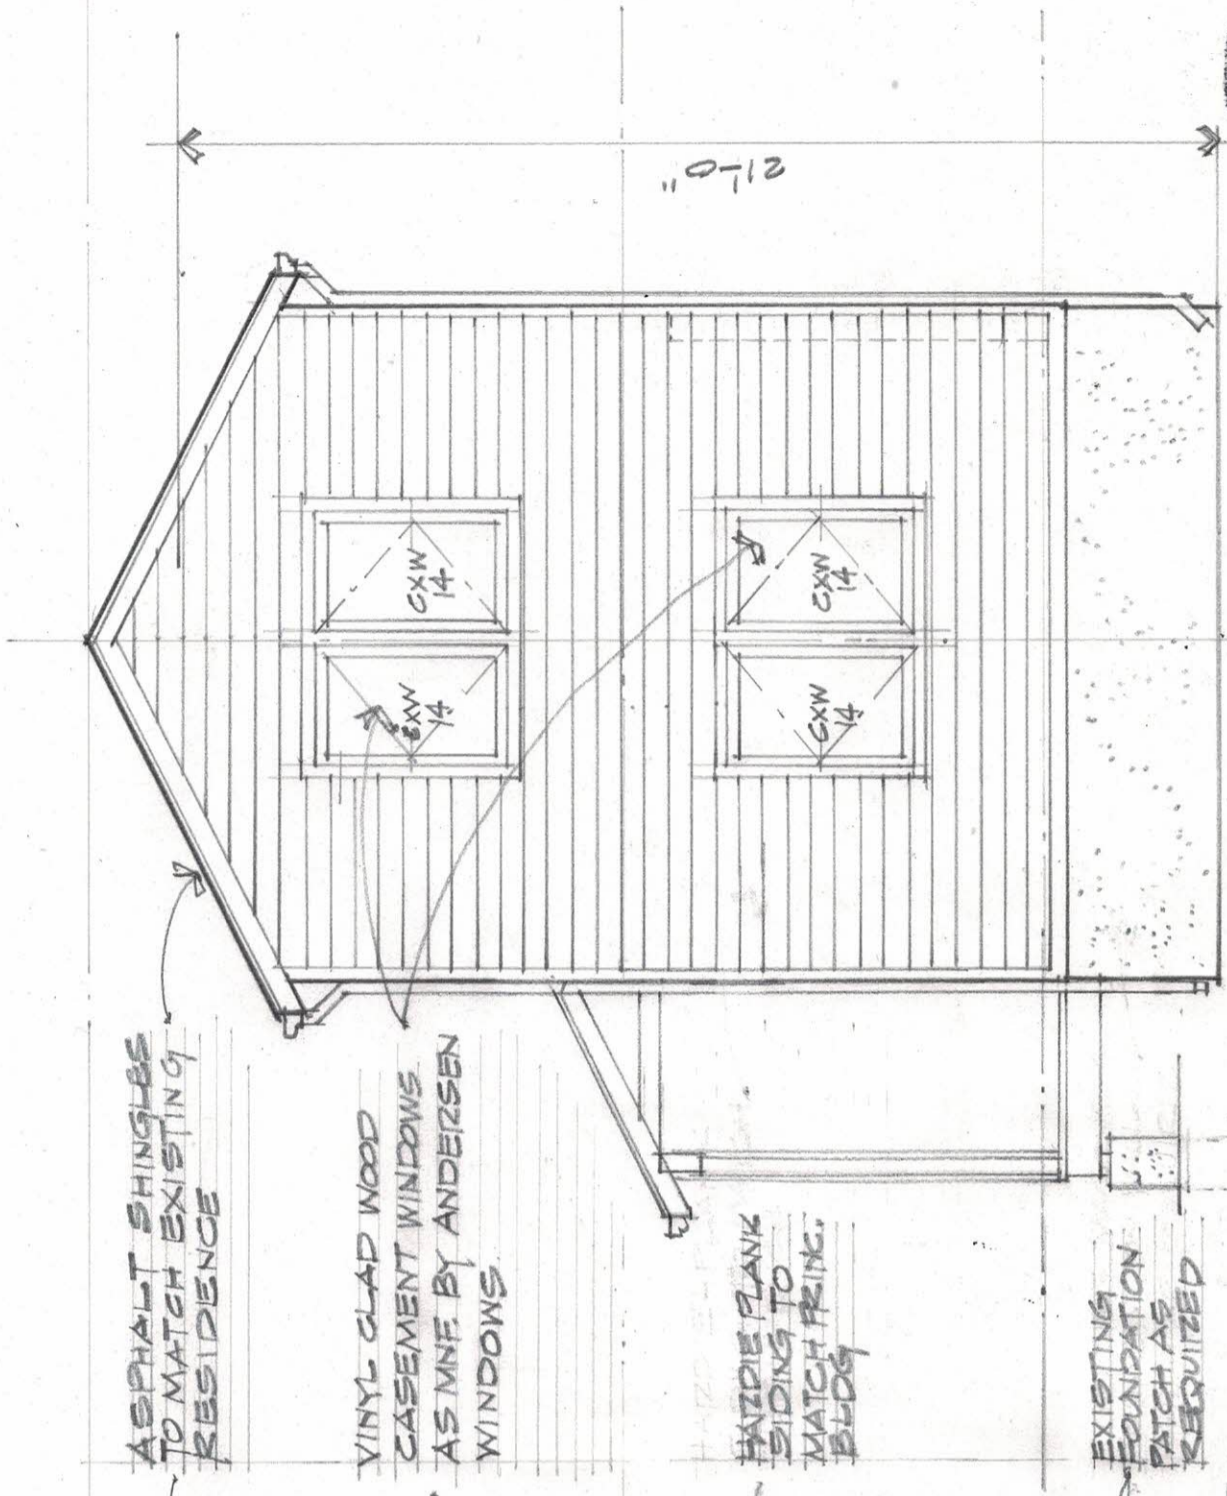 ASPHALT SHINGLES
TO MATCH EXISTING
RESIDENCE
VINYL CLAD WOOD
CASEMENT WINDOWS
AS MNF. BY ANDERSEN
WINDOWS.
HARDIE PLANK
SIDING TO
MATCH PRINC.
BLDG
EXISTING
FOUNDATION
PATCH AS
REQUIRED
CXW
14
CXW
14
CXW
14
CXW
14
21'-0"